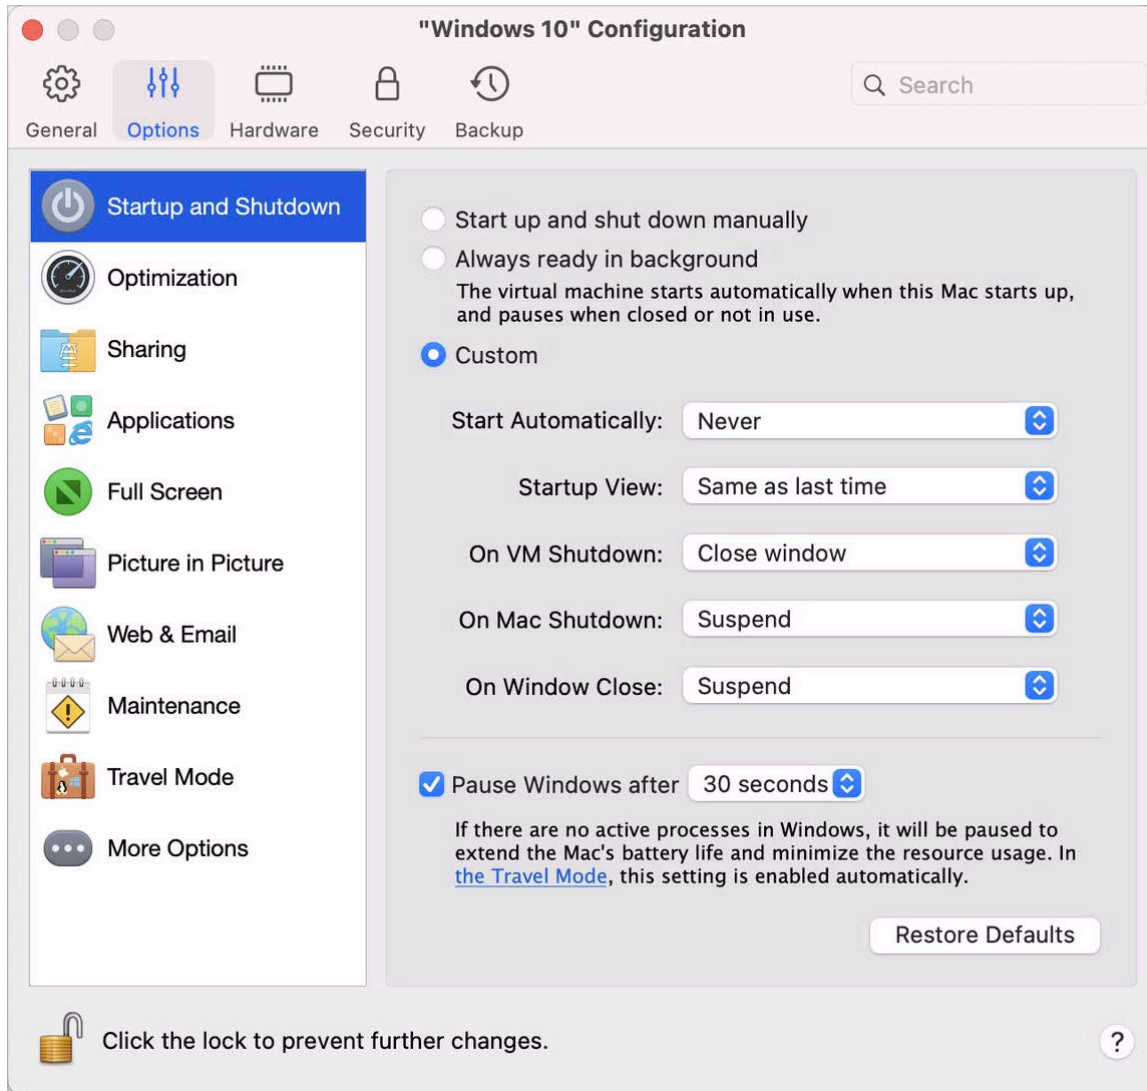 "Windows 10" Configuration
General
Options
Hardware
Security
Backup
Search
Startup and Shutdown
Optimization
Sharing
Applications
Full Screen
Picture in Picture
Web & Email
Maintenance
Travel Mode
More Options
Start up and shut down manually
Always ready in background
The virtual machine starts automatically when this Mac starts up,
and pauses when closed or not in use.
Custom
Start Automatically: Never
Startup View: Same as last time
On VM Shutdown: Close window
On Mac Shutdown: Suspend
On Window Close: Suspend
Pause Windows after 30 seconds
If there are no active processes in Windows, it will be paused to
extend the Mac's battery life and minimize the resource usage. In
the Travel Mode, this setting is enabled automatically.
Restore Defaults
Click the lock to prevent further changes.
?